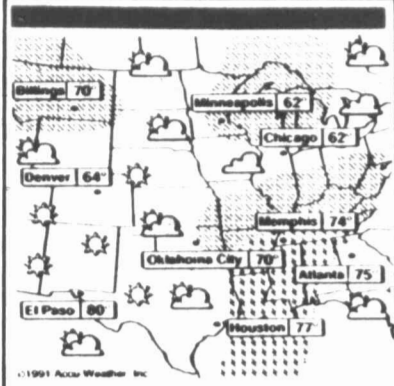 Billings 70°
Minneapolis 62°
Chicago 62°
Denver 64°
Memphis 74°
Oklahoma City 70°
Atlanta 75
El Paso 80°
Houston 77°
©1991 Accu-Weather, Inc